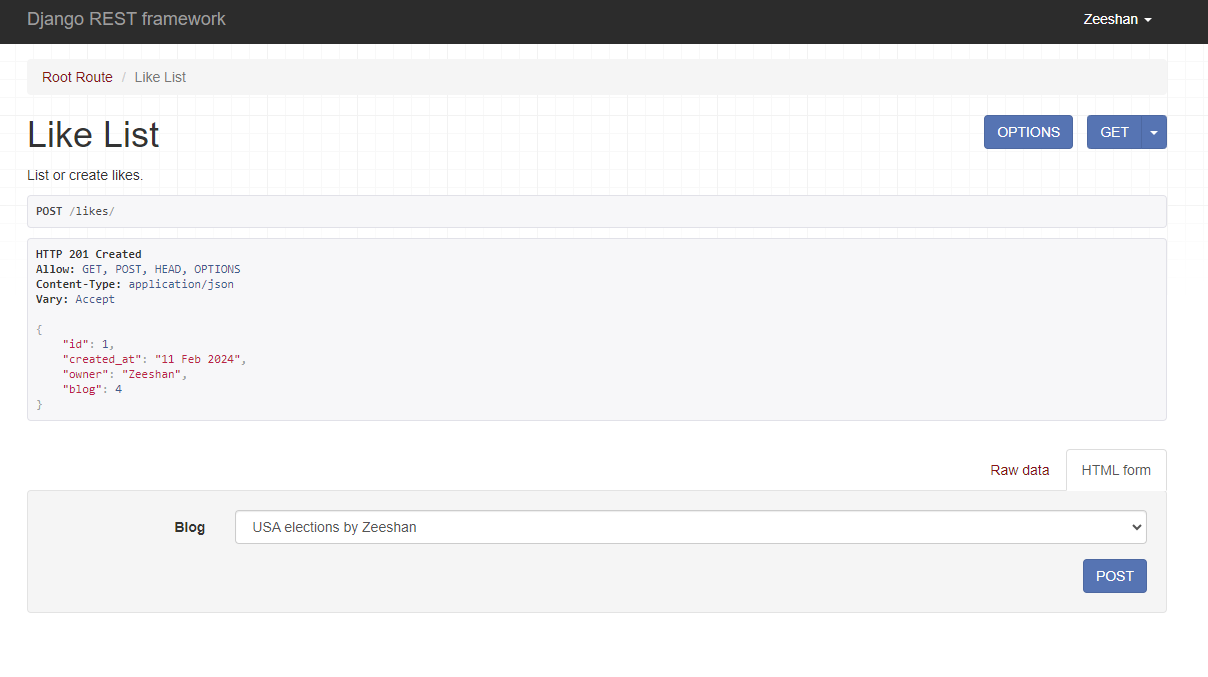 Django REST framework
Zeeshan
Root Route / Like List
Like List
OPTIONS
GET
List or create likes.
POST /likes/
HTTP 201 Created
Allow: GET, POST, HEAD, OPTIONS
Content-Type: application/json
Vary: Accept
{
    "id": 1,
    "created_at": "11 Feb 2024",
    "owner": "Zeeshan",
    "blog": 4
}
Raw data
HTML form
Blog
USA elections by Zeeshan
POST